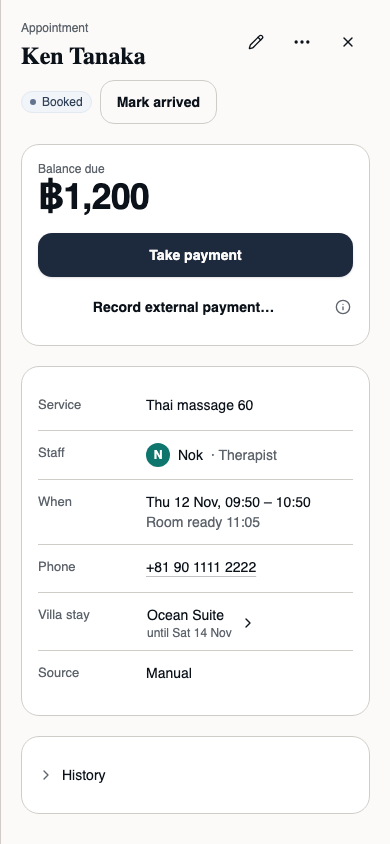 Appointment
Ken Tanaka
Booked
Mark arrived
Balance due
฿1,200
Take payment
Record external payment…
Service
Thai massage 60
Staff
N
Nok · Therapist
When
Thu 12 Nov, 09:50 – 10:50
Room ready 11:05
Phone
+81 90 1111 2222
Villa stay
Ocean Suite
until Sat 14 Nov
Source
Manual
History